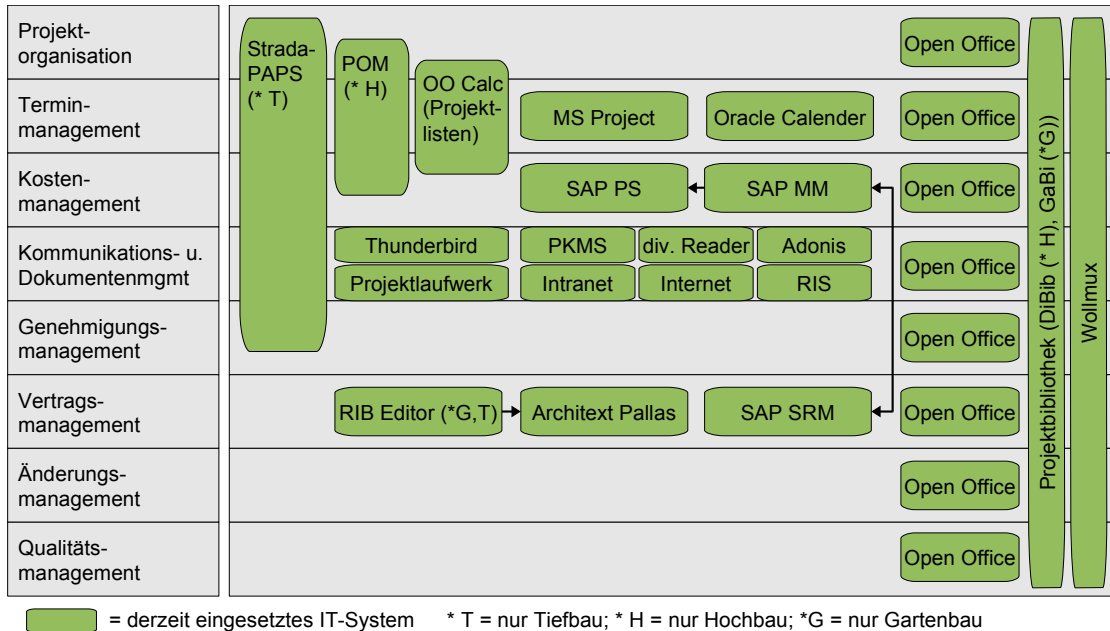 Projekt-
organisation
Strada-
PAPS
(* T)
POM
(* H)
OO Calc
(Projekt-
listen)
Open Office
Termin-
management
MS Project
Oracle Calender
Open Office
Kosten-
management
SAP PS
SAP MM
Open Office
Kommunikations- u.
Dokumentenmgmt
Thunderbird
PKMS
div. Reader
Adonis
Projektlaufwerk
Intranet
Internet
RIS
Open Office
Genehmigungs-
management
Open Office
Vertrags-
management
RIB Editor (*G,T)
Architext Pallas
SAP SRM
Open Office
Änderungs-
management
Open Office
Qualitäts-
management
Open Office
Projektbibliothek (DiBib (* H), GaBi (*G))
Wollmux
= derzeit eingesetztes IT-System * T = nur Tiefbau; * H = nur Hochbau; *G = nur Gartenbau